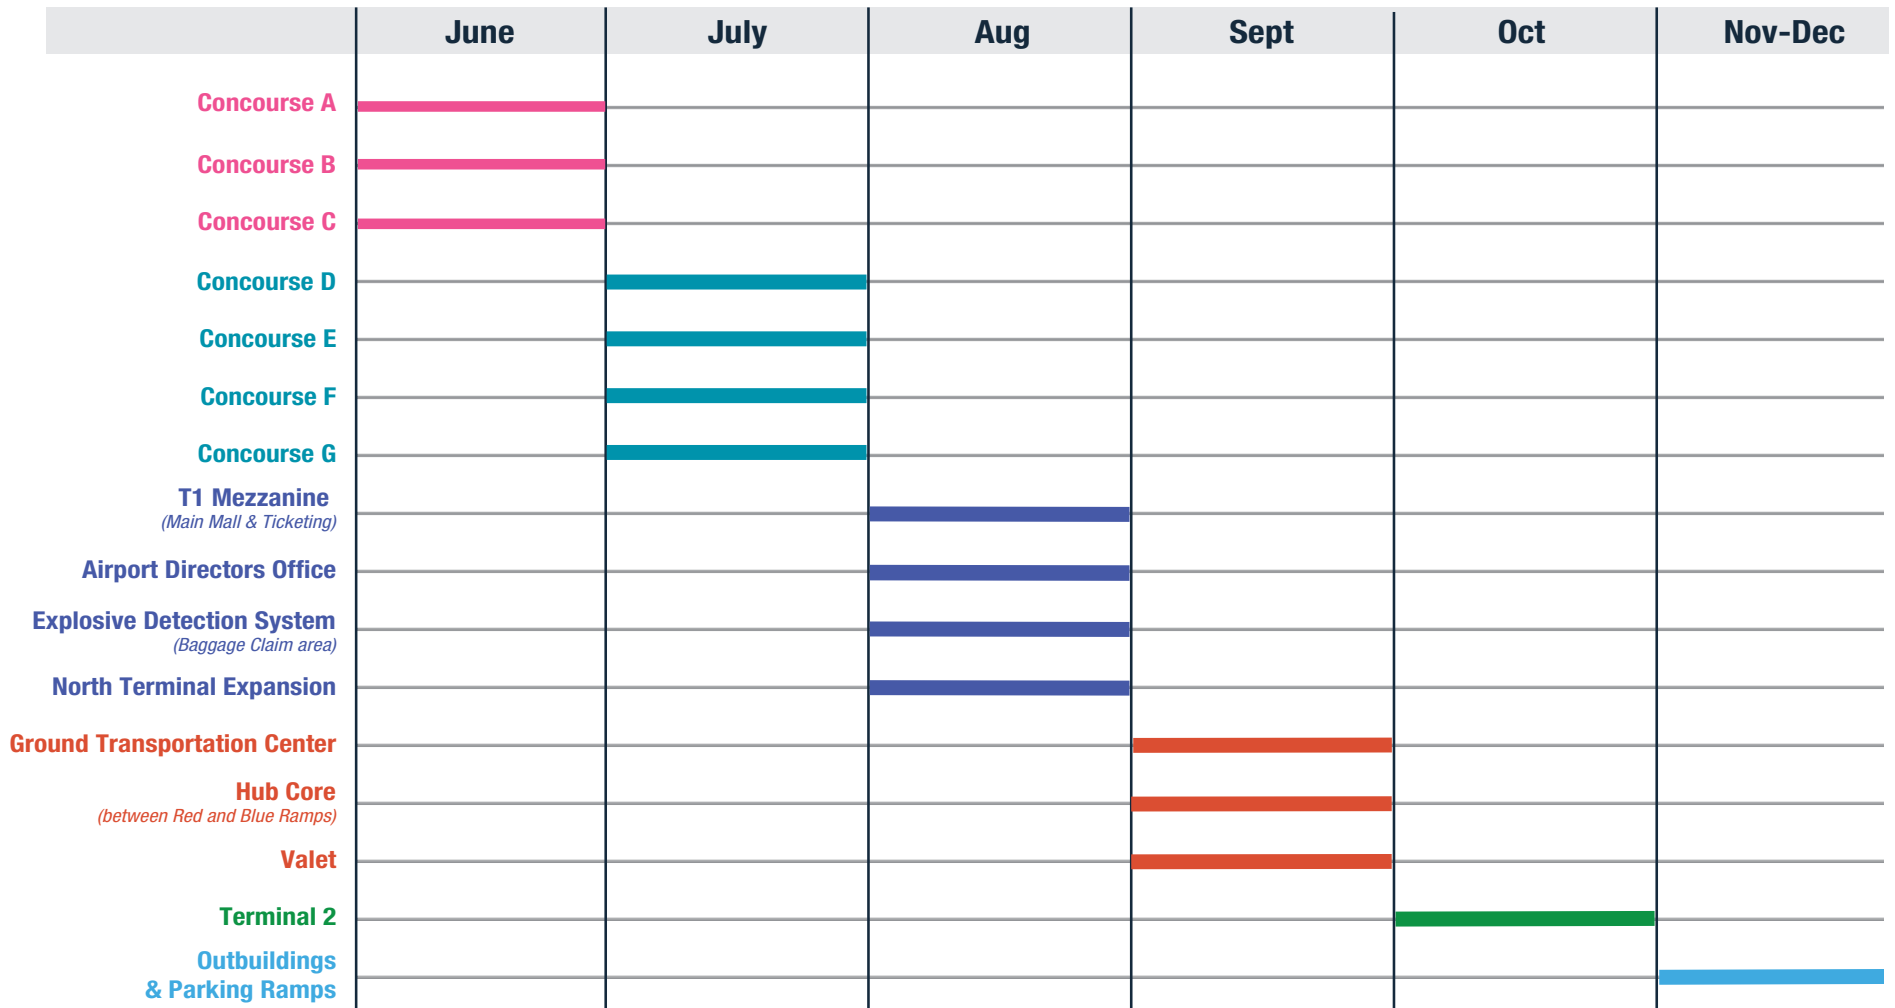 June July Aug Sept Oct Nov-Dec
Concourse A
Concourse B
Concourse C
Concourse D
Concourse E
Concourse F
Concourse G
T1 Mezzanine
(Main Mall & Ticketing)
Airport Directors Office
Explosive Detection System
(Baggage Claim area)
North Terminal Expansion
Ground Transportation Center
Hub Core
(between Red and Blue Ramps)
Valet
Terminal 2
Outbuildings
& Parking Ramps